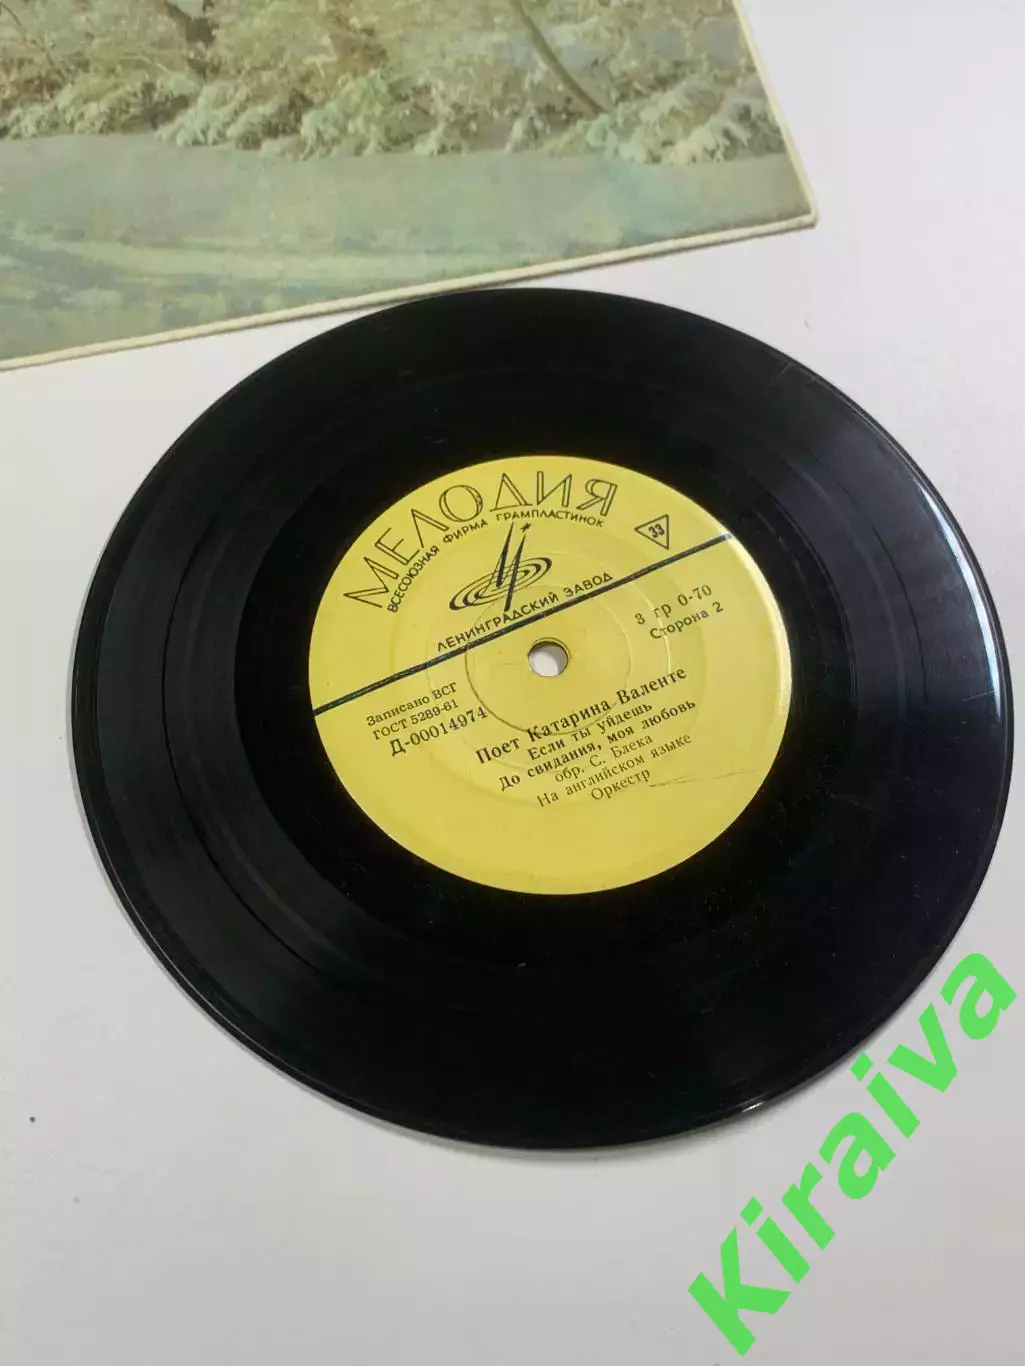 МЕЛОДИЯ
ВСЕСОЮЗНАЯ ФИРМА ГРАМПЛАСТИНОК
33
ЛЕНИНГРАДСКИЙ ЗАВОД
3 гр 0-70
Сторона 2
Записано ВСГ
ГОСТ 5289-61
Д-00014974
Поет Катарина Валенте
Если ты уйдешь
До свидания, моя любовь
обр. С. Блека
На английском языке
Оркестр
Kiraiva